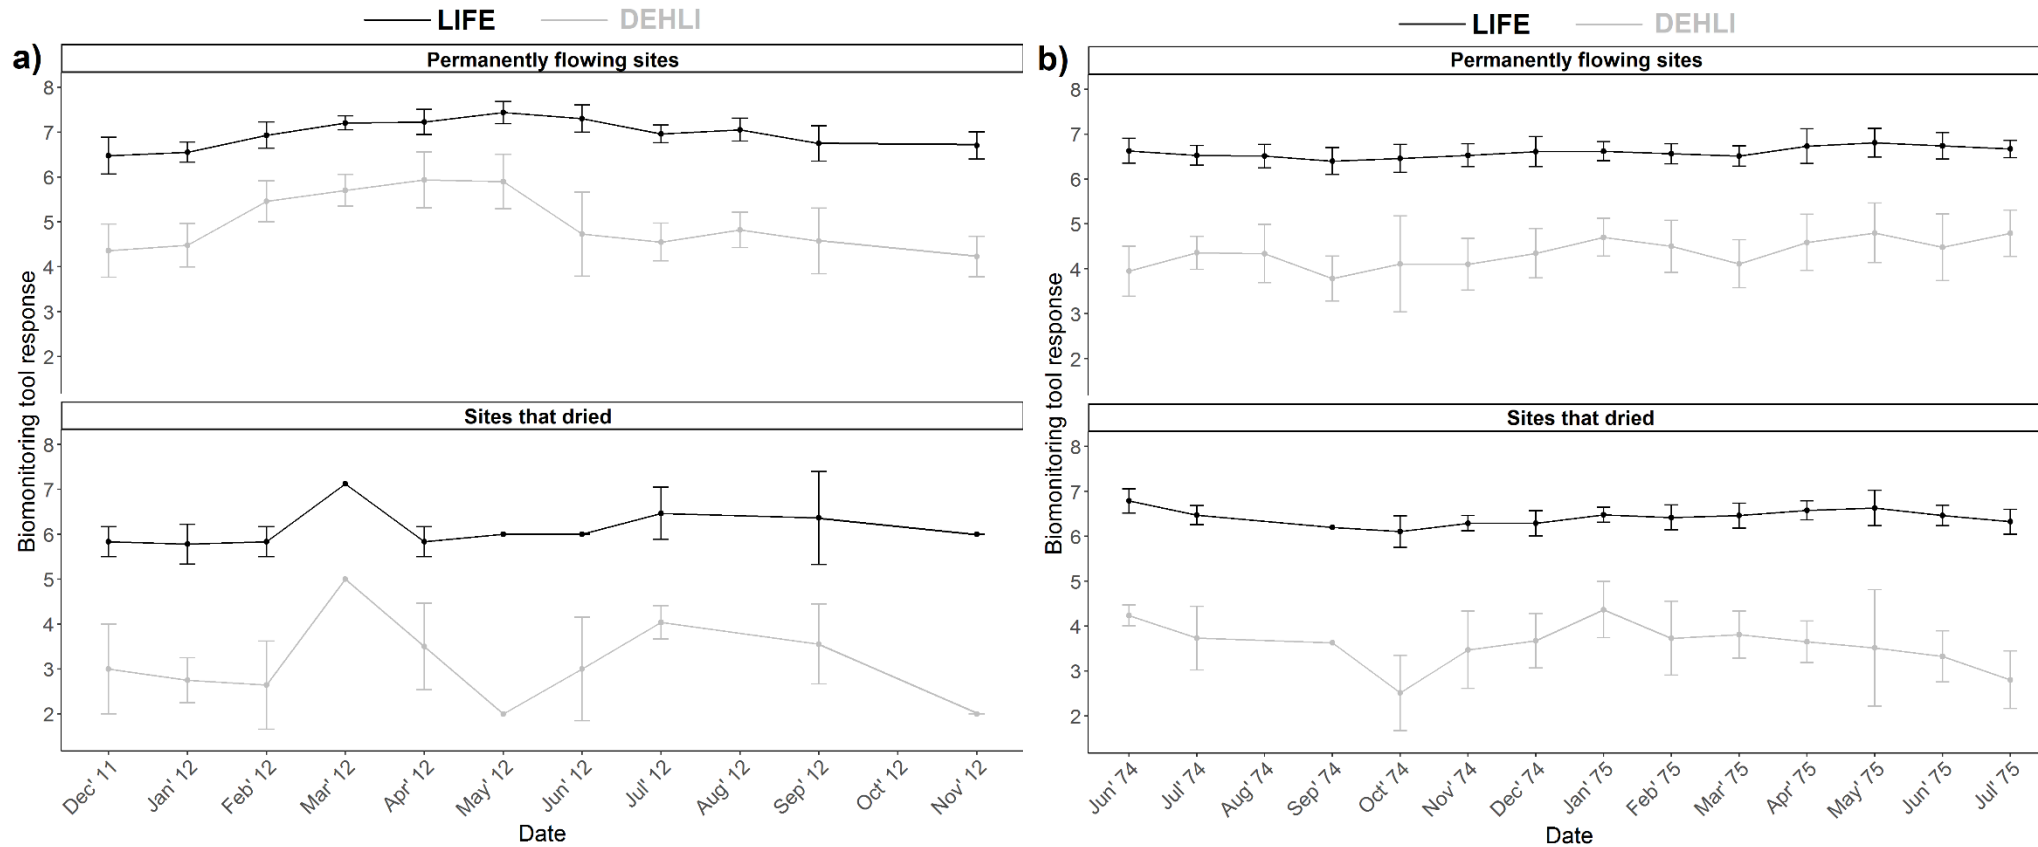 LIFE DEHLI
a)
Permanently flowing sites
8
7
6
5
4
3
2
Sites that dried
8
7
6
5
4
3
2
Biomonitoring tool response
Dec' 11
Jan' 12
Feb' 12
Mar' 12
Apr' 12
May' 12
Jun' 12
Jul' 12
Aug' 12
Sep' 12
Oct' 12
Nov' 12
Date
LIFE DEHLI
b)
Permanently flowing sites
8
7
6
5
4
3
2
Sites that dried
8
7
6
5
4
3
2
Biomonitoring tool response
Jun' 74
Jul' 74
Aug' 74
Sep' 74
Oct' 74
Nov' 74
Dec' 74
Jan' 75
Feb' 75
Mar' 75
Apr' 75
May' 75
Jun' 75
Jul' 75
Date